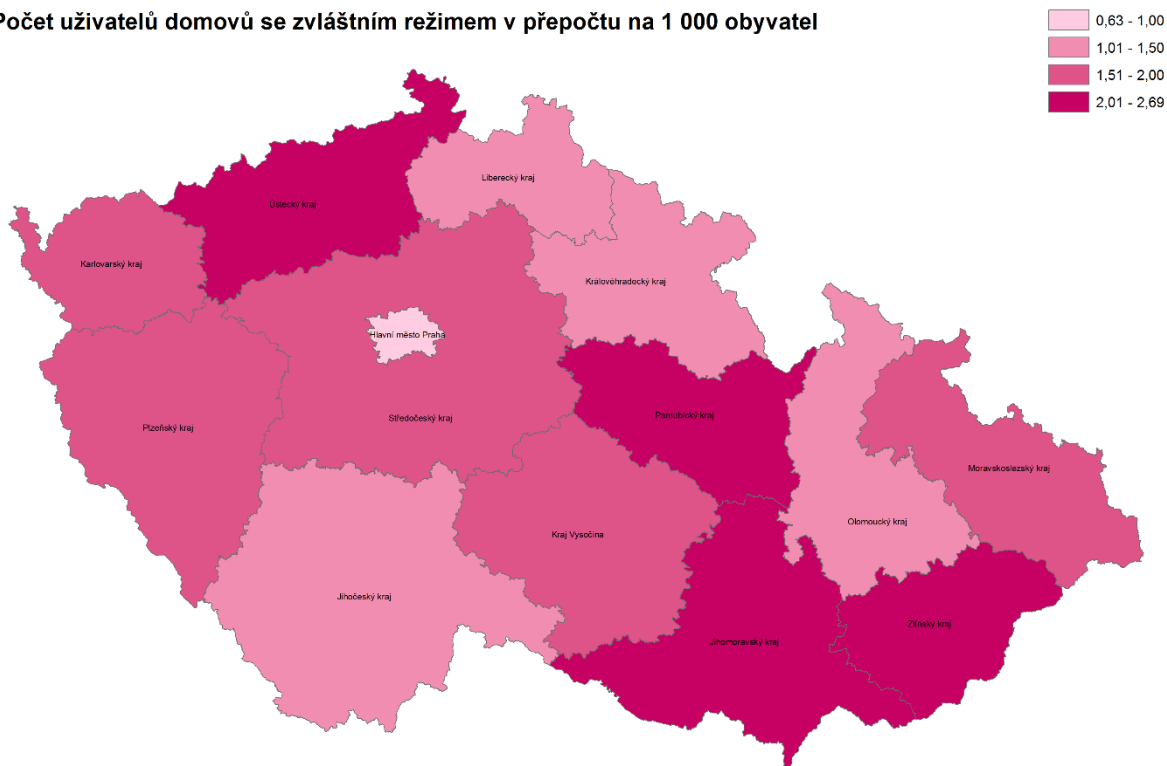 Počet uživatelů domovů se zvláštním režimem v přepočtu na 1 000 obyvatel
0,63 - 1,00
1,01 - 1,50
1,51 - 2,00
2,01 - 2,69
Liberecký kraj
Ústecký kraj
Karlovarský kraj
Královéhradecký kraj
Hlavní město Praha
Středočeský kraj
Pardubický kraj
Plzeňský kraj
Moravskoslezský kraj
Olomoucký kraj
Kraj Vysočina
Jihočeský kraj
Zlínský kraj
Jihomoravský kraj